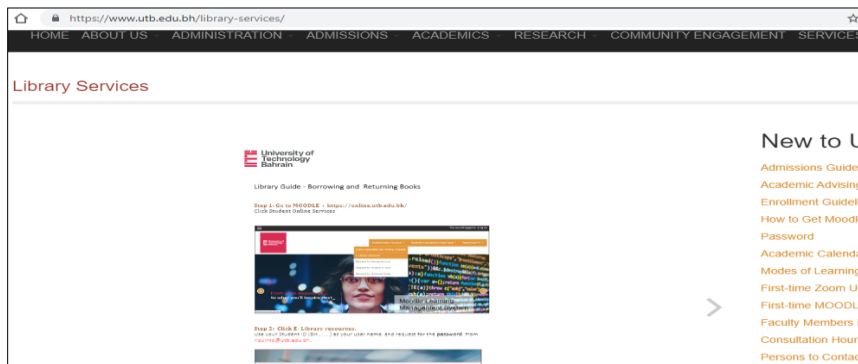 https://www.utb.edu.bh/library-services/
HOME ABOUT US ADMINISTRATION ADMISSIONS ACADEMICS RESEARCH COMMUNITY ENGAGEMENT SERVICES
Library Services
University of
Technology
Bahrain
Library Guide - Borrowing and Returning Books
Step 1: Go to MOODLE : https://online.utb.edu.bh/
Click Student Online Services
Moodle Learning
Management System
Step 2: Click E- Library resources.
Use your Student ID ( ) as your user name, and request for the password from
New to U
Admissions Guide
Academic Advising
Enrollment Guidel
How to Get Moodl
Password
Academic Calenda
Modes of Learning
First-time Zoom U
First-time MOODL
Faculty Members
Consultation Hour
Persons to Contac